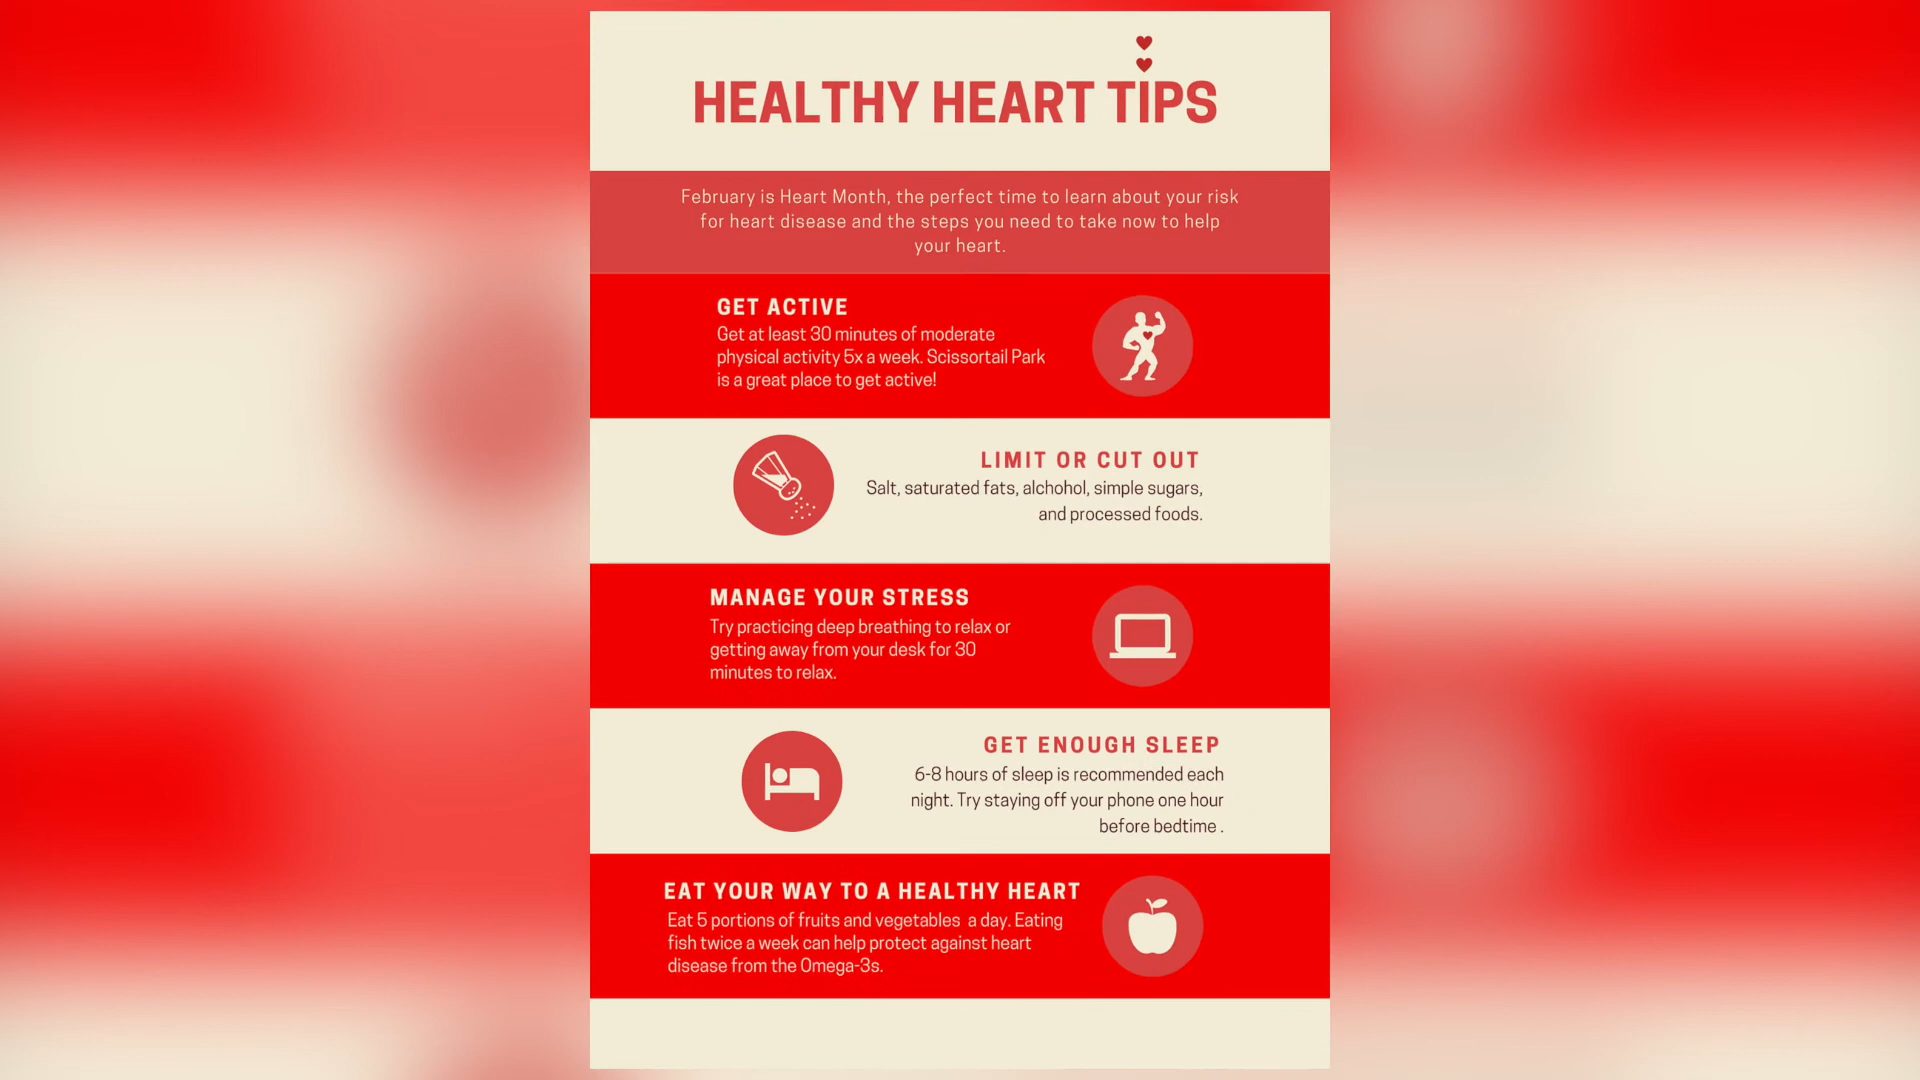 HEALTHY HEART TIPS
February is Heart Month, the perfect time to learn about your risk
for heart disease and the steps you need to take now to help
your heart.
GET ACTIVE
Get at least 30 minutes of moderate
physical activity 5x a week. Scissortail Park
is a great place to get active!
LIMIT OR CUT OUT
Salt, saturated fats, alchohol, simple sugars,
and processed foods.
MANAGE YOUR STRESS
Try practicing deep breathing to relax or
getting away from your desk for 30
minutes to relax.
GET ENOUGH SLEEP
6-8 hours of sleep is recommended each
night. Try staying off your phone one hour
before bedtime .
EAT YOUR WAY TO A HEALTHY HEART
Eat 5 portions of fruits and vegetables  a day. Eating
fish twice a week can help protect against heart
disease from the Omega-3s.